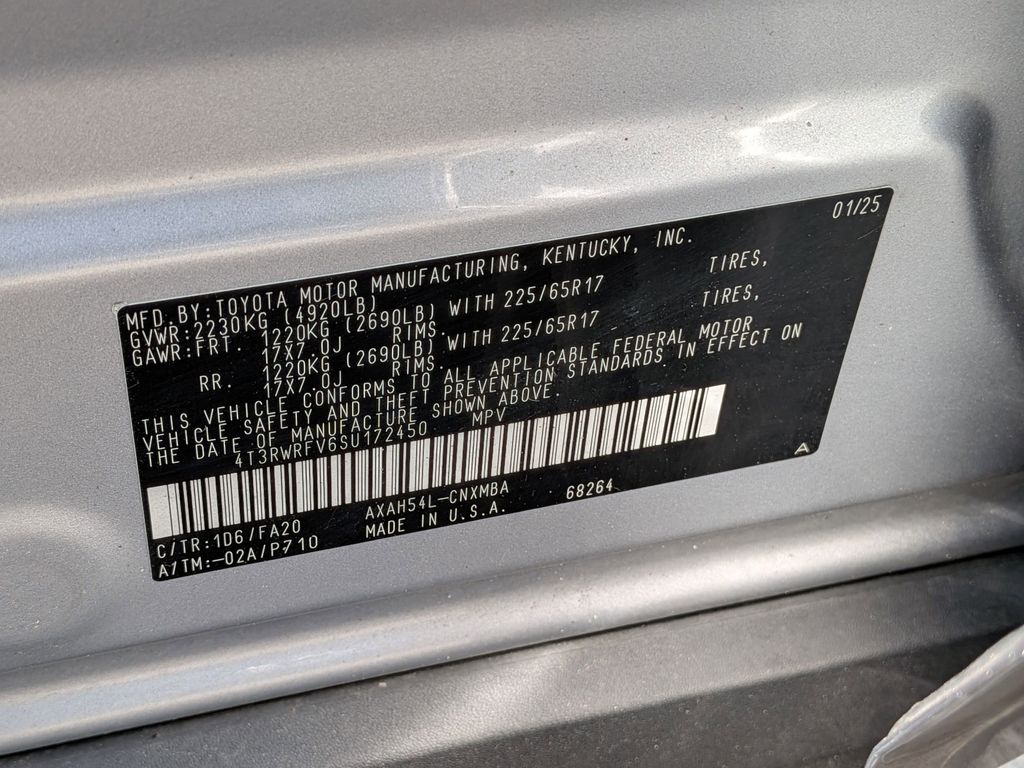 01/25
MFD. BY:TOYOTA MOTOR MANUFACTURING, KENTUCKY, INC.
GVWR:2230KG (4920LB)
GAWR:FRT. 1220KG (2690LB) WITH 225/65R17 TIRES,
17X7.0J RIMS.
RR. 1220KG (2690LB) WITH 225/65R17 TIRES,
17X7.0J RIMS.
THIS VEHICLE CONFORMS TO ALL APPLICABLE FEDERAL MOTOR
VEHICLE SAFETY AND THEFT PREVENTION STANDARDS IN EFFECT ON
THE DATE OF MANUFACTURE SHOWN ABOVE.
4T3RWRFV6SU172450 MPV
A
C/TR:1D6/FA20 AXAH54L-CNXMBA 68264
A/TM:-02A/P710 MADE IN U.S.A.